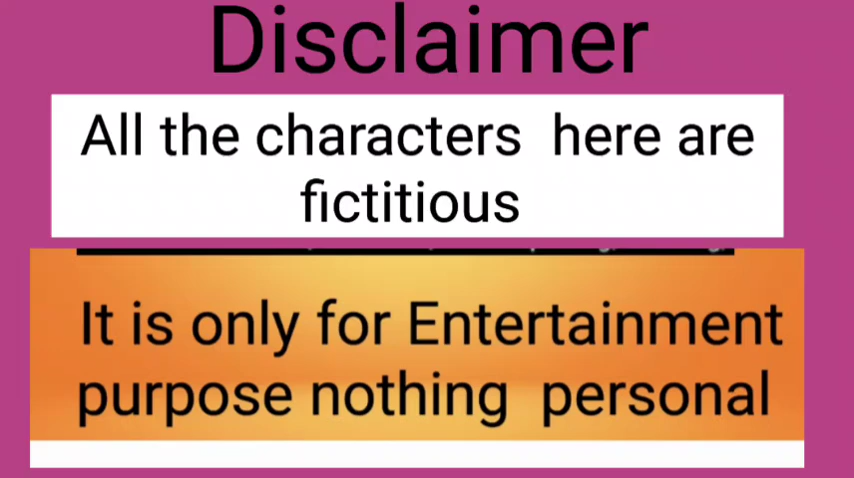 Disclaimer
All the characters here are
fictitious
It is only for Entertainment
purpose nothing personal